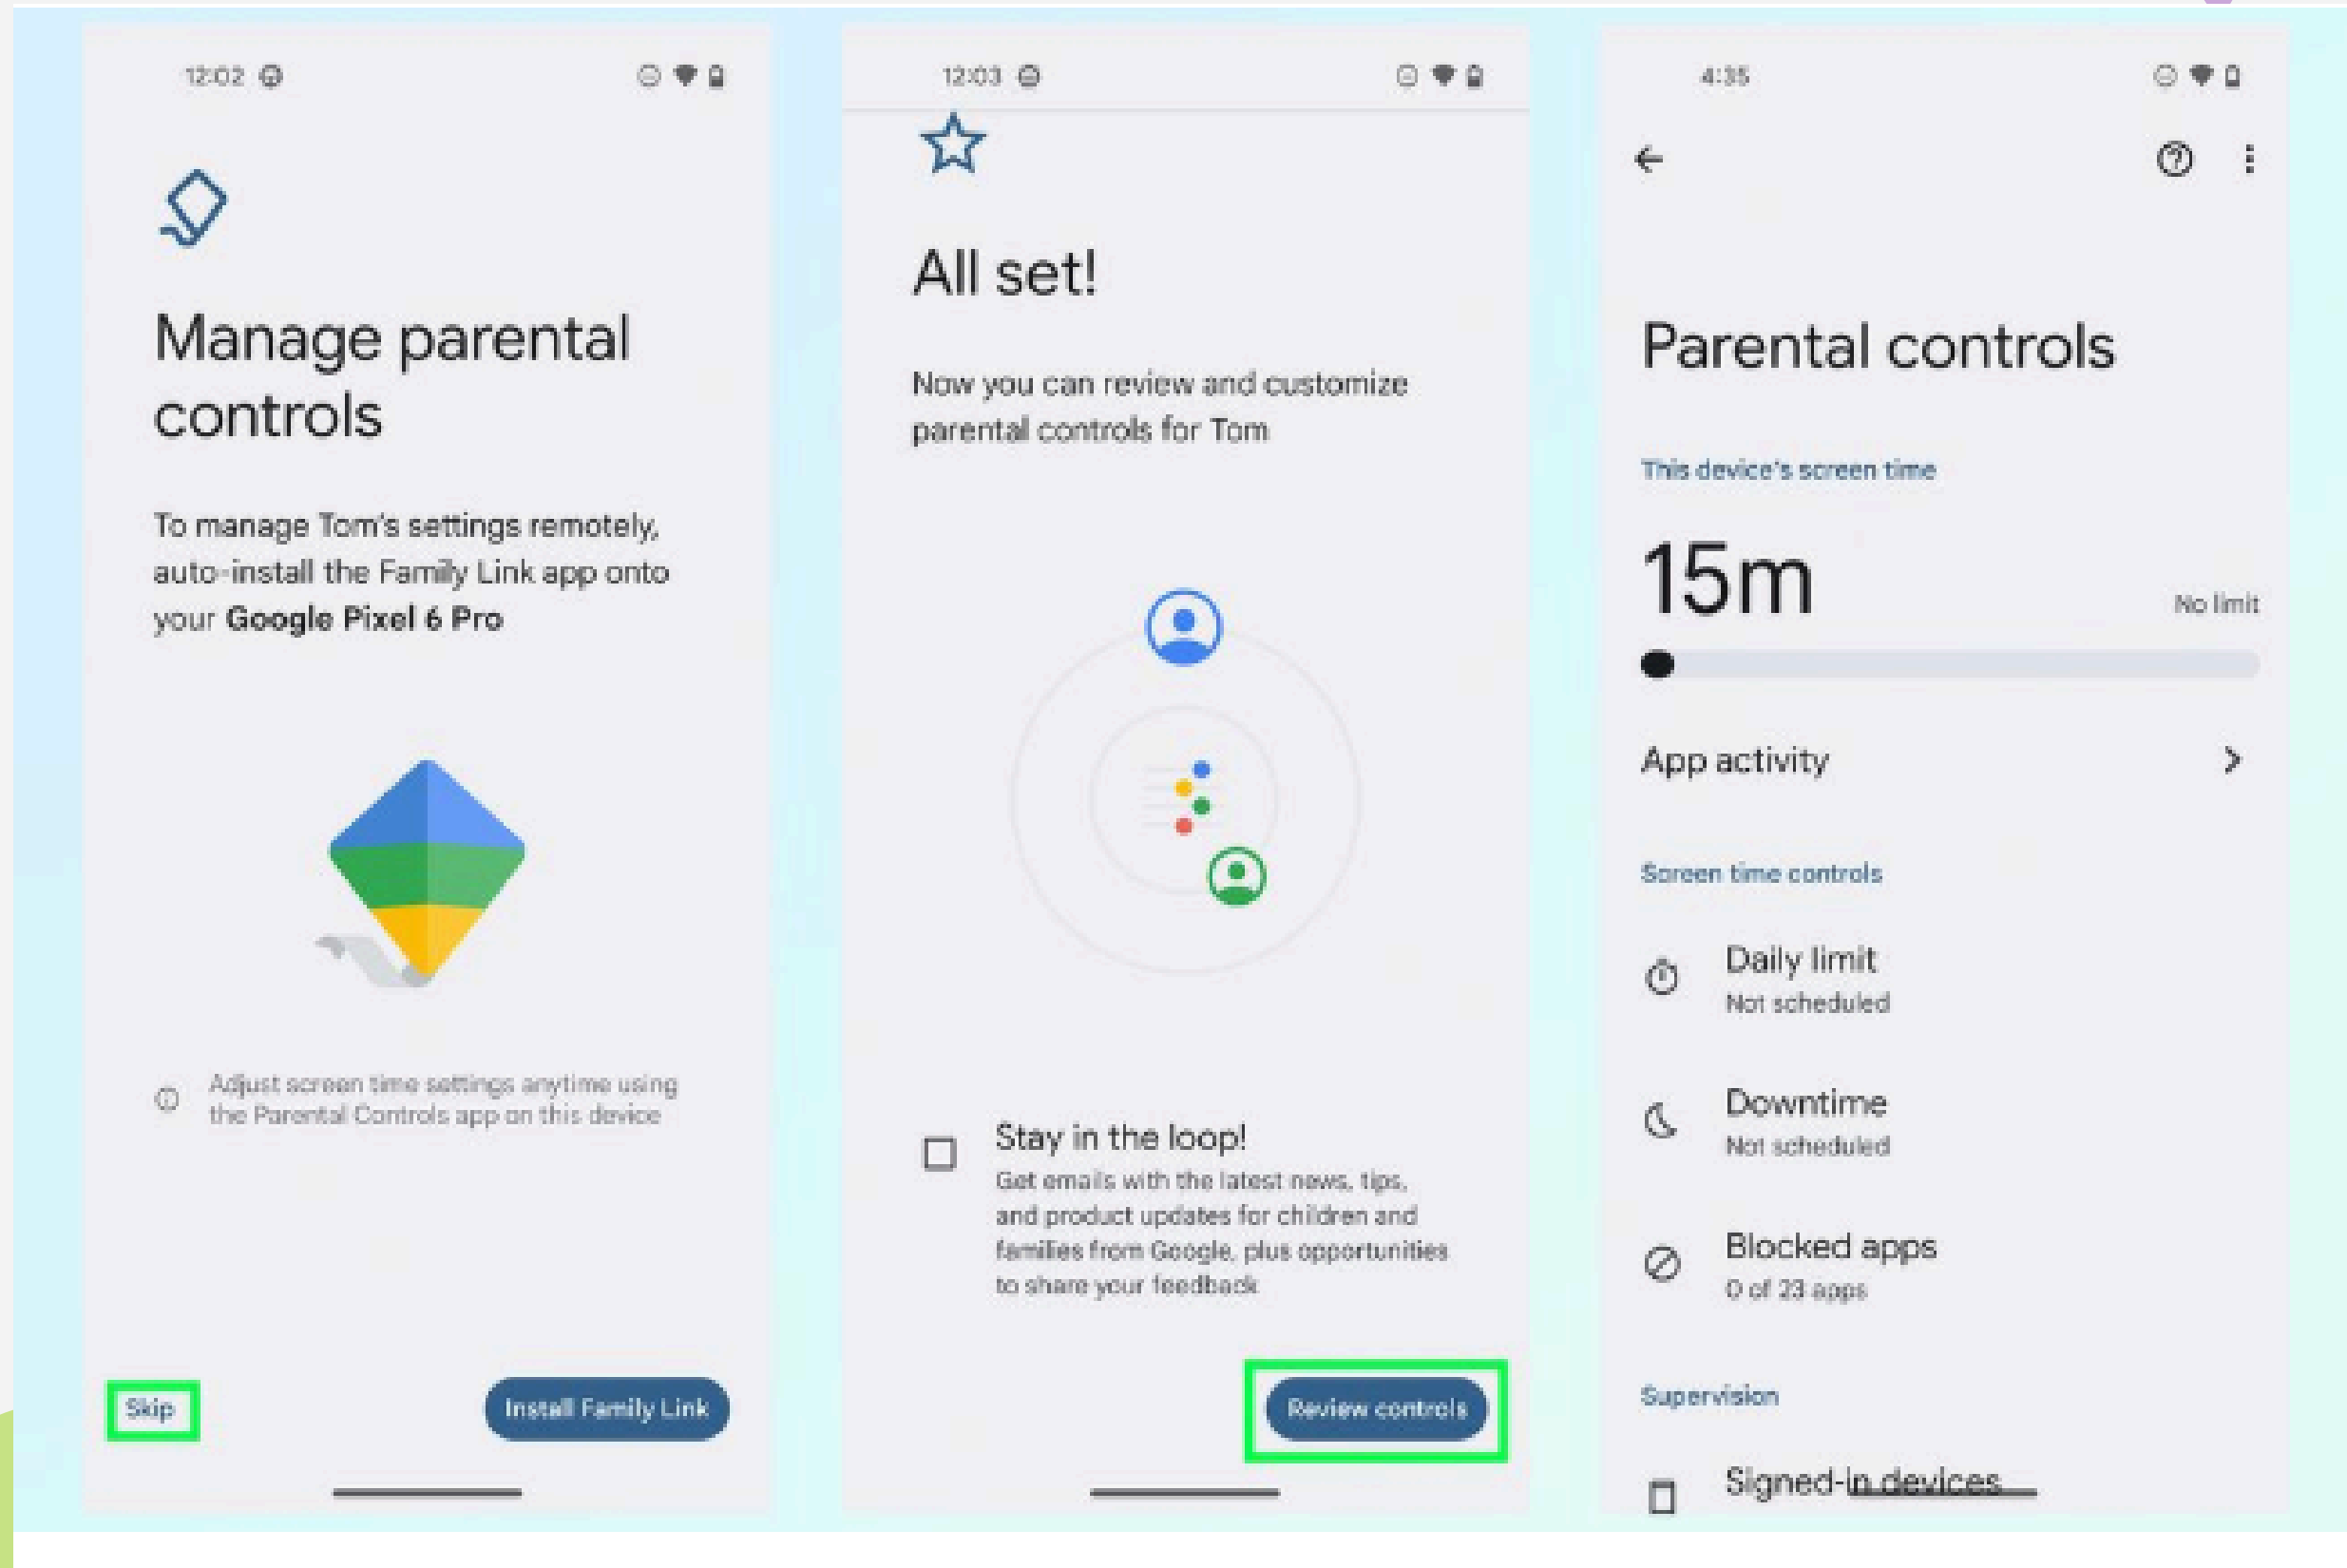 12:02
Manage parental
controls
To manage Tom's settings remotely,
auto-install the Family Link app onto
your Google Pixel 6 Pro
Adjust screen time settings anytime using
the Parental Controls app on this device
Skip
Install Family Link
12:03
All set!
Now you can review and customize
parental controls for Tom
Stay in the loop!
Get emails with the latest news, tips,
and product updates for children and
families from Google, plus opportunities
to share your feedback
Review controls
4:35
Parental controls
This device's screen time
15m
No limit
App activity
Screen time controls
Daily limit
Not scheduled
Downtime
Not scheduled
Blocked apps
0 of 23 apps
Supervision
Signed-in devices